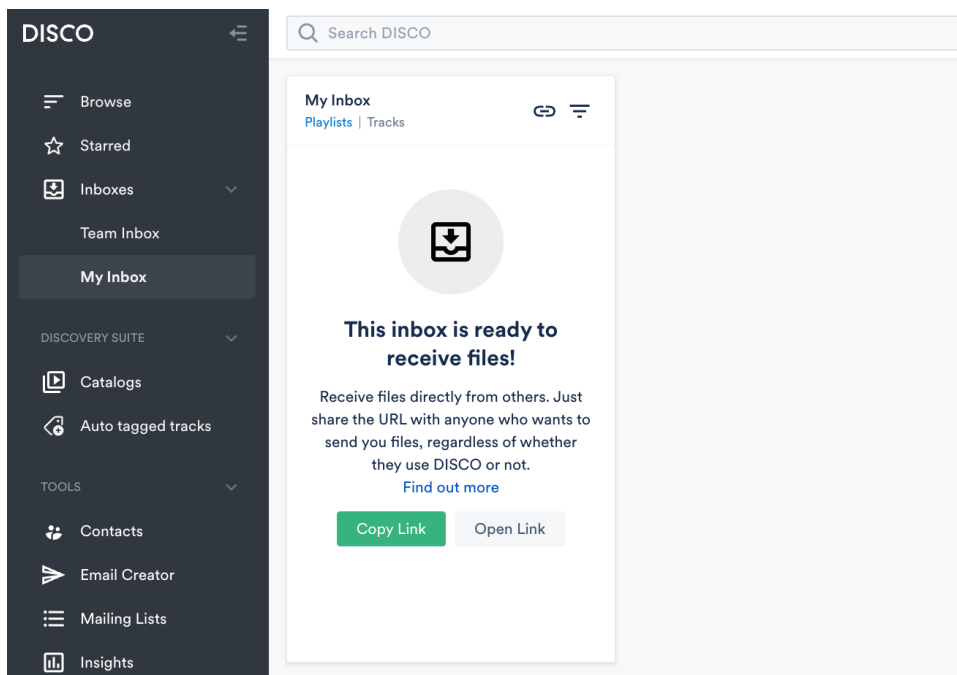 DISCO
Search DISCO
Browse
Starred
Inboxes
Team Inbox
My Inbox
DISCOVERY SUITE
Catalogs
Auto tagged tracks
TOOLS
Contacts
Email Creator
Mailing Lists
Insights
My Inbox
Playlists | Tracks
This inbox is ready to
receive files!
Receive files directly from others. Just
share the URL with anyone who wants to
send you files, regardless of whether
they use DISCO or not.
Find out more
Copy Link
Open Link